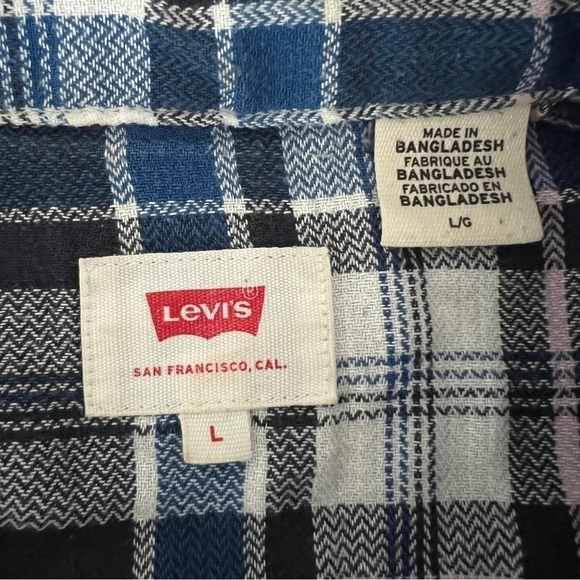 MADE IN
BANGLADESH
FABRIQUE AU
BANGLADESH
FABRICADO EN
BANGLADESH
L/G
LEVI'S®
SAN FRANCISCO, CAL.
L